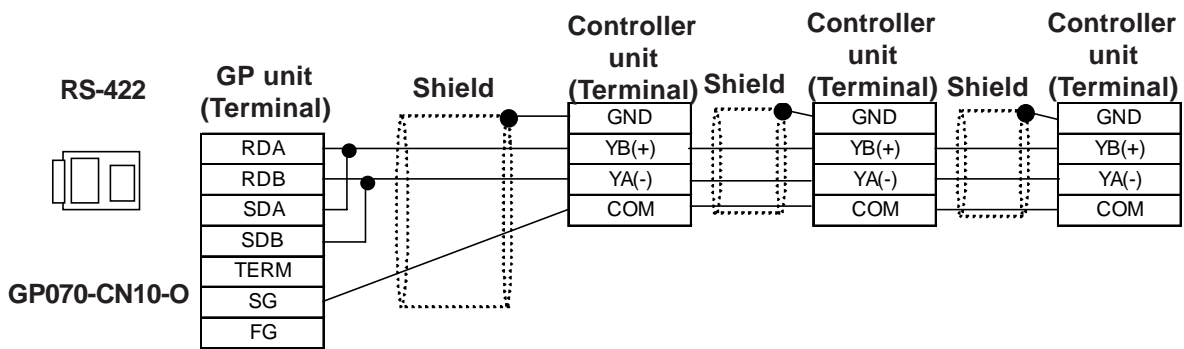 RS-422
GP070-CN10-O
GP unit
(Terminal)
RDA
RDB
SDA
SDB
TERM
SG
FG
Shield
Controller
unit
(Terminal)
GND
YB(+)
YA(-)
COM
Shield
Controller
unit
(Terminal)
GND
YB(+)
YA(-)
COM
Shield
Controller
unit
(Terminal)
GND
YB(+)
YA(-)
COM